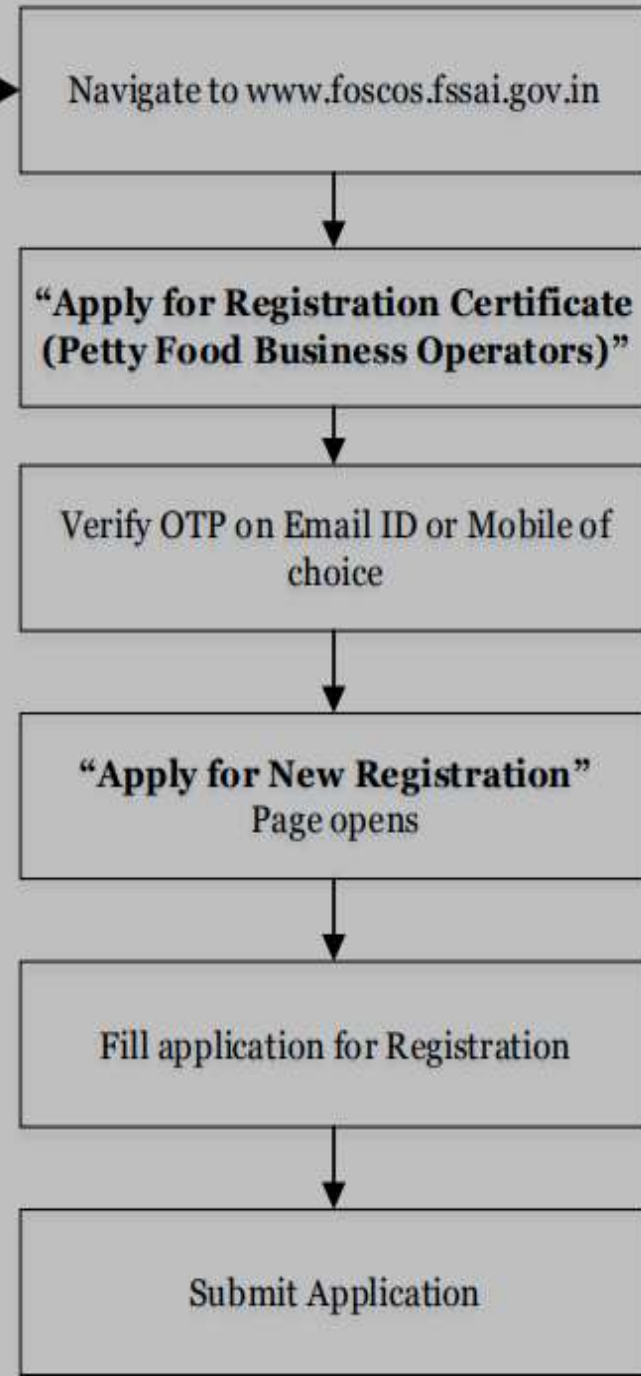 Navigate to www.foscos.fssai.gov.in
“Apply for Registration Certificate
(Petty Food Business Operators)”
Verify OTP on Email ID or Mobile of
choice
“Apply for New Registration”
Page opens
Fill application for Registration
Submit Application